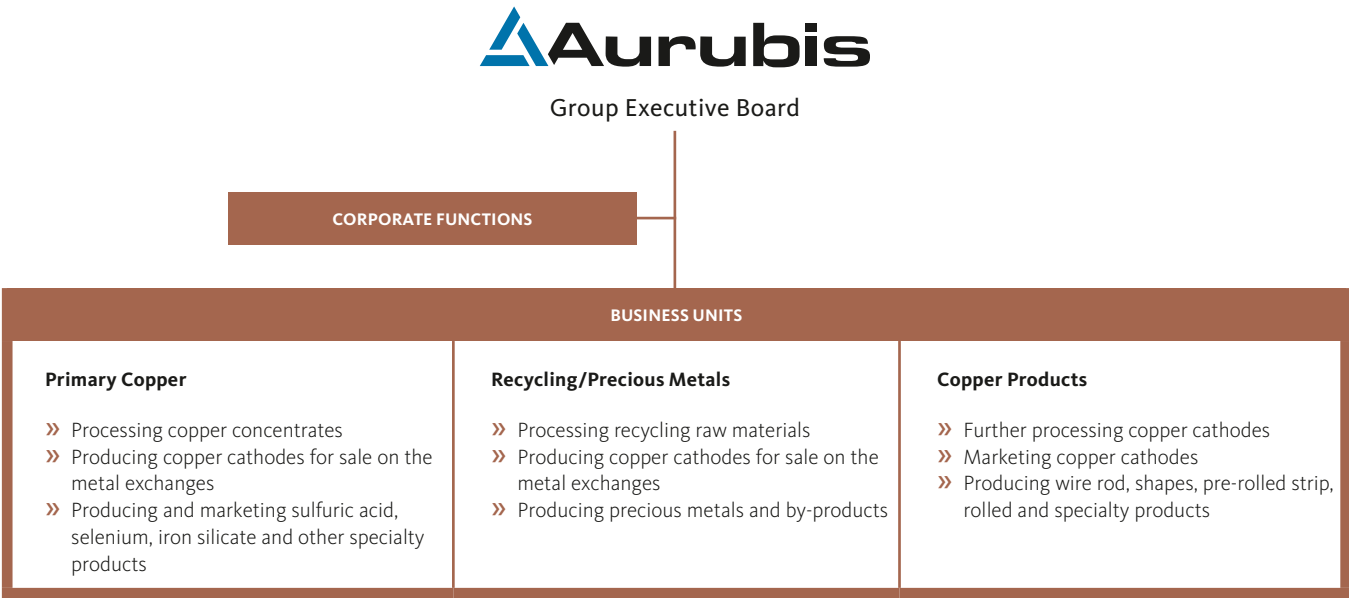 Aurubis
Group Executive Board
CORPORATE FUNCTIONS
BUSINESS UNITS
Primary Copper
» Processing copper concentrates
» Producing copper cathodes for sale on the
metal exchanges
» Producing and marketing sulfuric acid,
selenium, iron silicate and other specialty
products
Recycling/Precious Metals
» Processing recycling raw materials
» Producing copper cathodes for sale on the
metal exchanges
» Producing precious metals and by-products
Copper Products
» Further processing copper cathodes
» Marketing copper cathodes
» Producing wire rod, shapes, pre-rolled strip,
rolled and specialty products